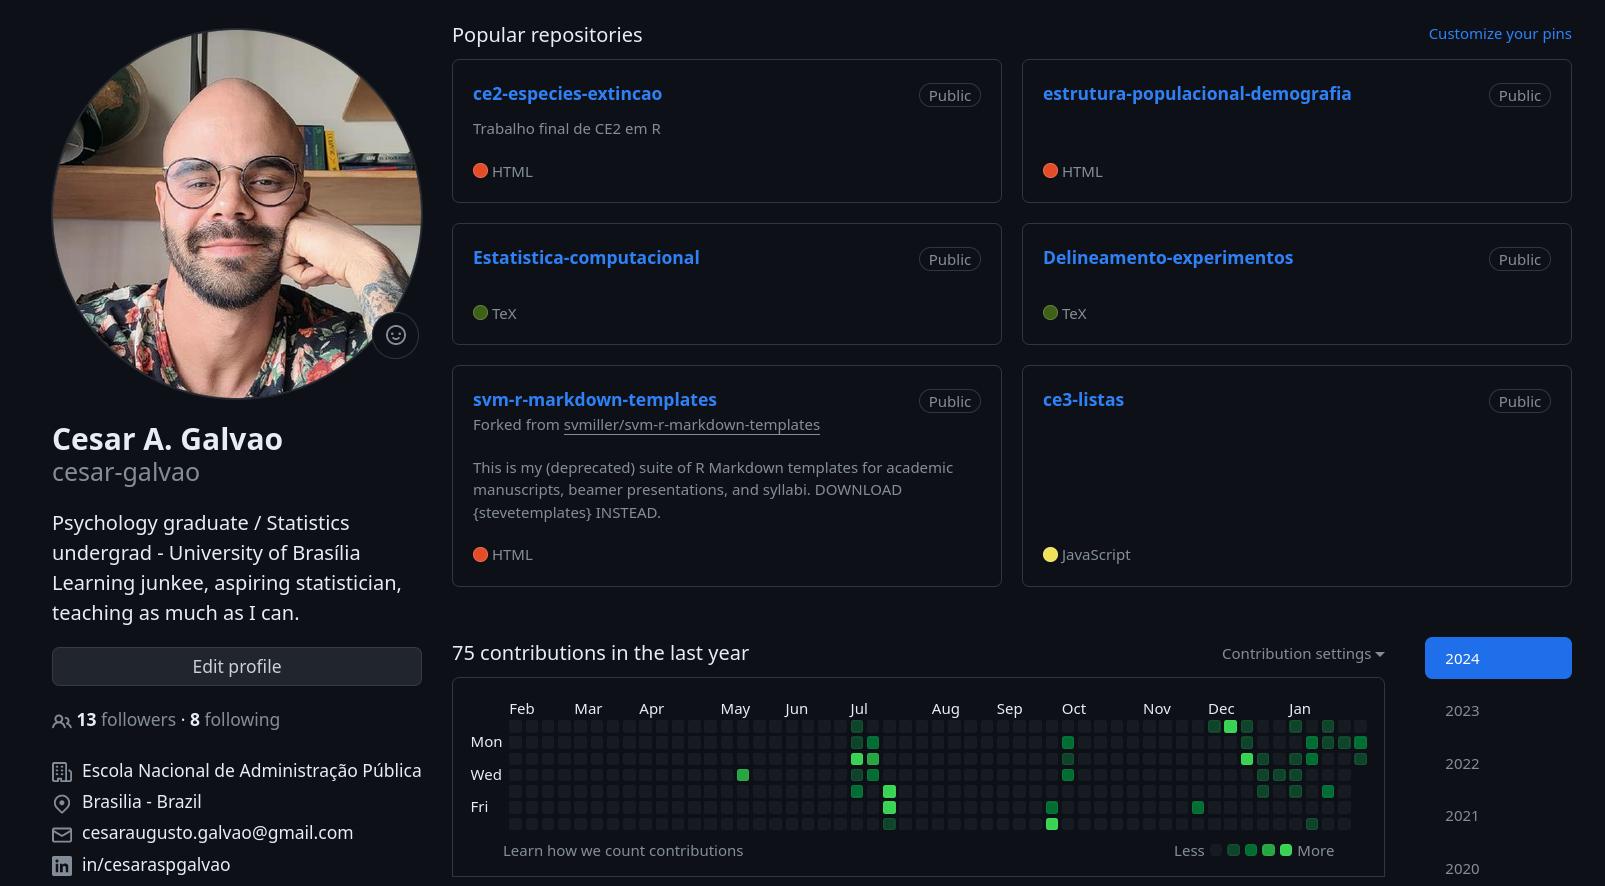 Popular repositories
Customize your pins
ce2-especies-extincao
Public
Trabalho final de CE2 em R
HTML
estrutura-populacional-demografia
Public
HTML
Estatistica-computacional
Public
TeX
Delineamento-experimentos
Public
TeX
svm-r-markdown-templates
Public
Forked from svmiller/svm-r-markdown-templates
This is my (deprecated) suite of R Markdown templates for academic
manuscripts, beamer presentations, and syllabi. DOWNLOAD
{stevetemplates} INSTEAD.
HTML
ce3-listas
Public
JavaScript
Cesar A. Galvao
cesar-galvao
Psychology graduate / Statistics
undergrad - University of Brasília
Learning junkee, aspiring statistician,
teaching as much as I can.
Edit profile
13 followers · 8 following
Escola Nacional de Administração Pública
Brasilia - Brazil
cesaraugusto.galvao@gmail.com
in/cesaraspgalvao
75 contributions in the last year
Contribution settings
Feb Mar Apr May Jun Jul Aug Sep Oct Nov Dec Jan
Mon
Wed
Fri
Learn how we count contributions
Less More
2024
2023
2022
2021
2020